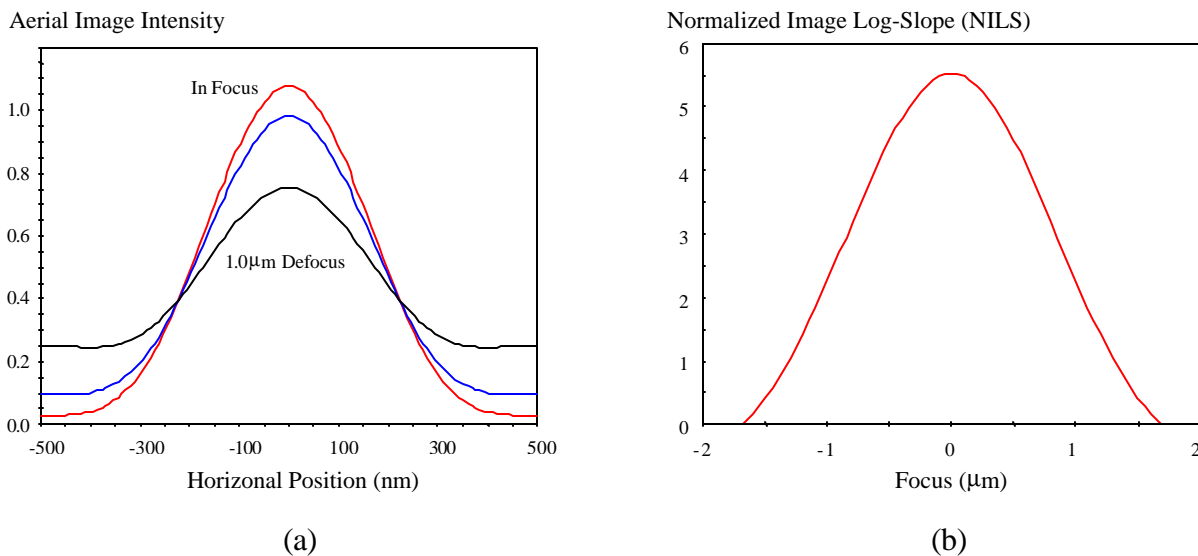 Aerial Image Intensity
In Focus
1.0μm Defocus
1.0
0.8
0.6
0.4
0.2
0.0
-500 -300 -100 100 300 500
Horizonal Position (nm)
(a)
Normalized Image Log-Slope (NILS)
6
5
4
3
2
1
0
-2 -1 0 1 2
Focus (μm)
(b)